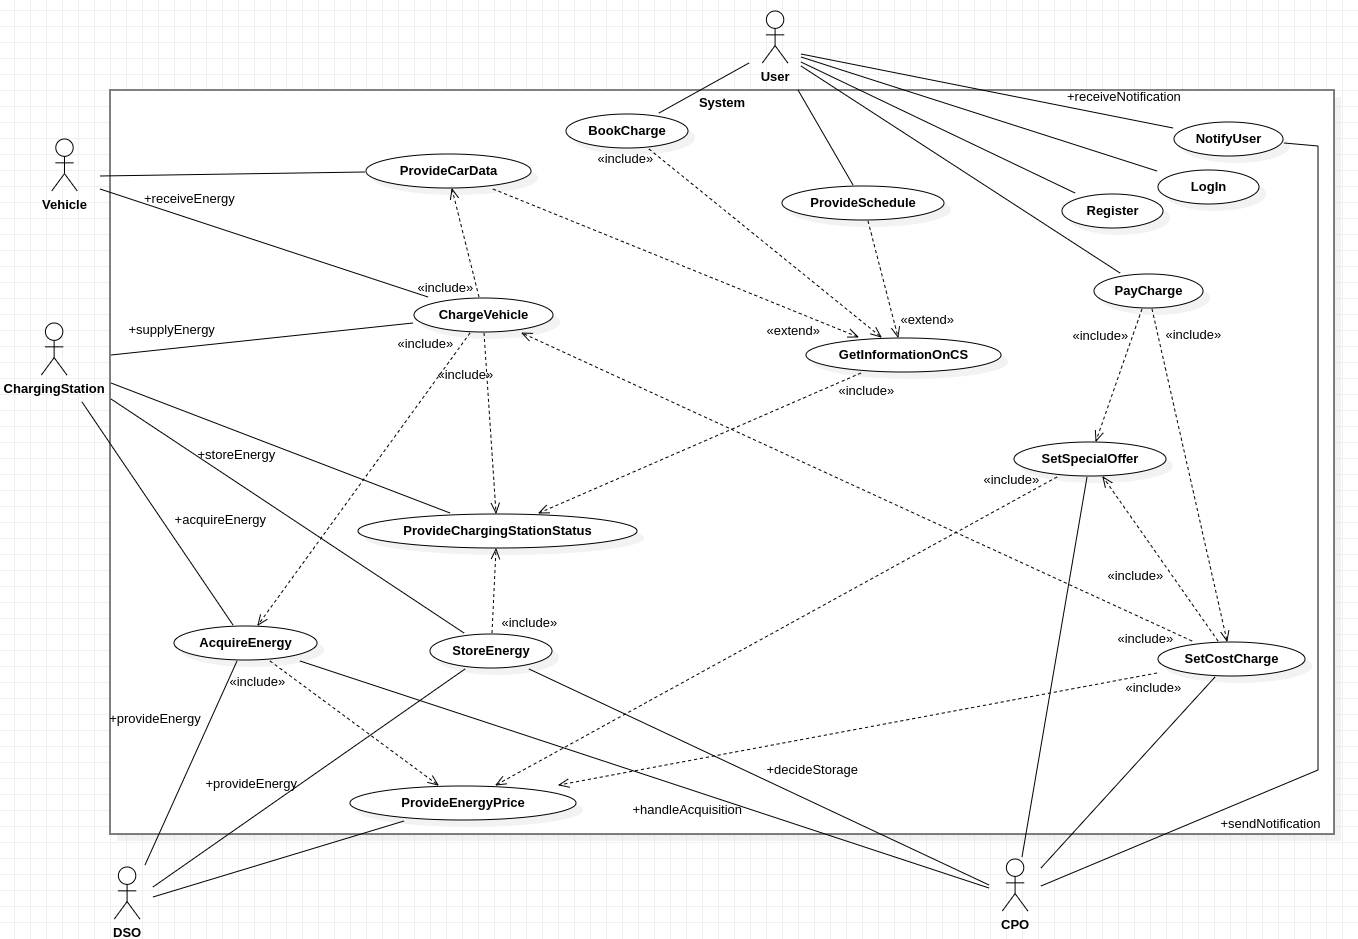 User
+receiveNotification
System
BookCharge
NotifyUser
«include»
ProvideCarData
LogIn
+receiveEnergy
Vehicle
ProvideSchedule
Register
«include»
PayCharge
ChargeVehicle
+supplyEnergy
«extend»
«extend»
«include»
«include»
«include»
GetInformationOnCS
«include»
ChargingStation
«include»
+storeEnergy
SetSpecialOffer
«include»
+acquireEnergy
ProvideChargingStationStatus
«include»
«include»
AcquireEnergy
StoreEnergy
«include»
SetCostCharge
«include»
«include»
+provideEnergy
+provideEnergy
+decideStorage
ProvideEnergyPrice
+handleAcquisition
+sendNotification
DSO
CPO